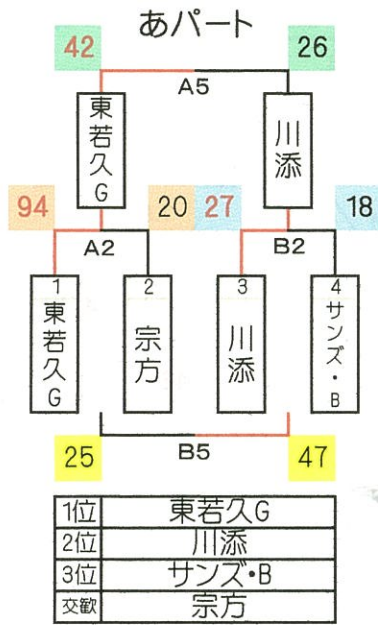 あパート
42 26
A5
東若久G 川添
94 20 27 18
A2 B2
1 2 3 4
東若久G 宗方 川添 サンズ・B
25 B5 47
1位 東若久G
2位 川添
3位 サンズ・B
交歓 宗方